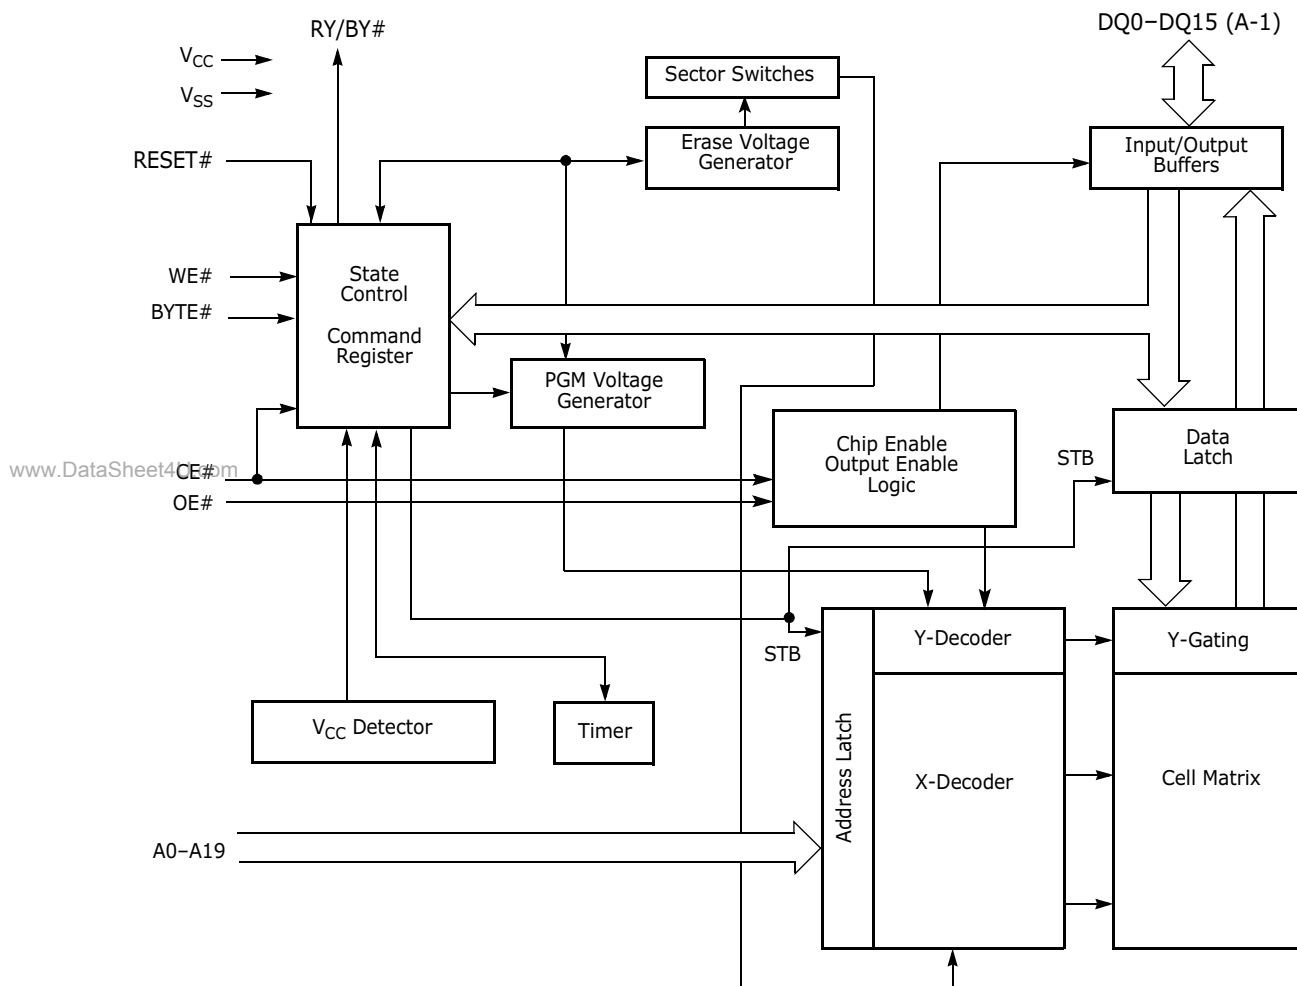 RY/BY#
DQ0–DQ15 (A-1)
VCC
VSS
Sector Switches
RESET#
Erase Voltage
Generator
Input/Output
Buffers
WE#
BYTE#
State
Control
Command
Register
PGM Voltage
Generator
Chip Enable
Output Enable
Logic
Data
Latch
STB
www.DataSheet4U.com
CE#
OE#
STB
Y-Decoder
Y-Gating
VCC Detector
Timer
Address Latch
X-Decoder
Cell Matrix
A0–A19